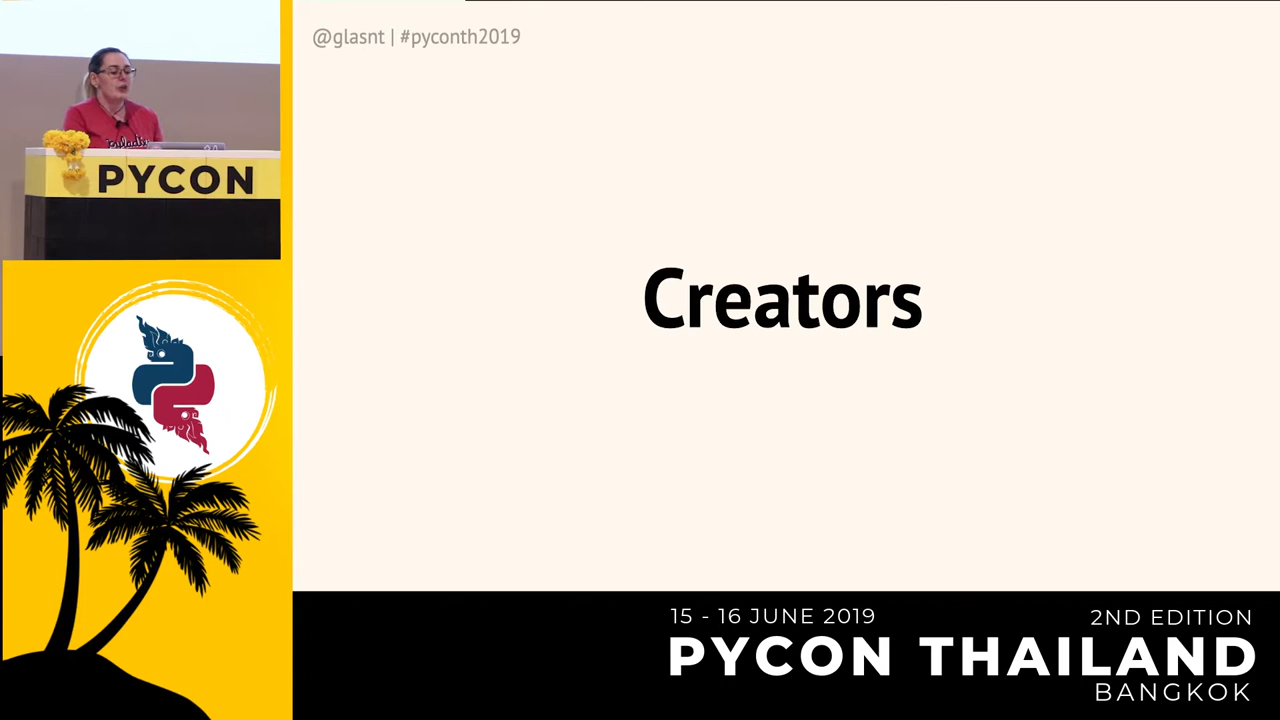 @glasnt | #pyconth2019
PYCON
Creators
15 - 16 JUNE 2019
2ND EDITION
PYCON THAILAND
BANGKOK